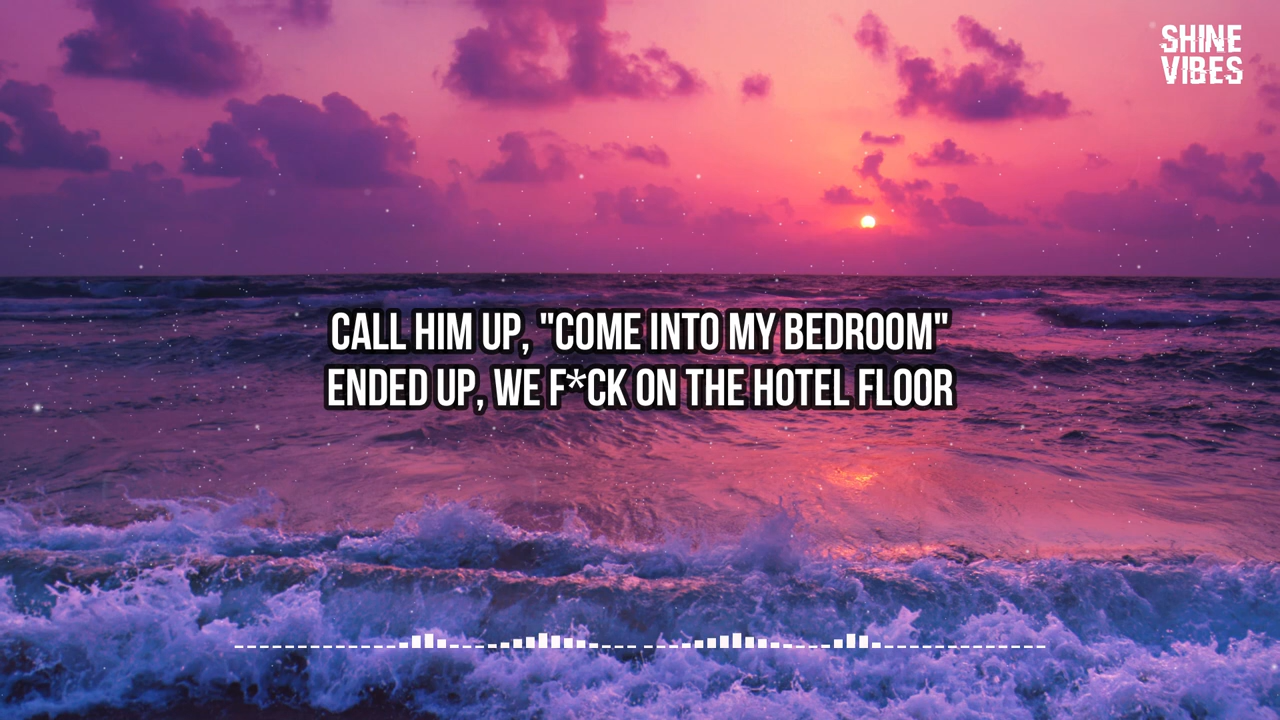 SHINE
VIBES
CALL HIM UP, "COME INTO MY BEDROOM"
ENDED UP, WE F*CK ON THE HOTEL FLOOR